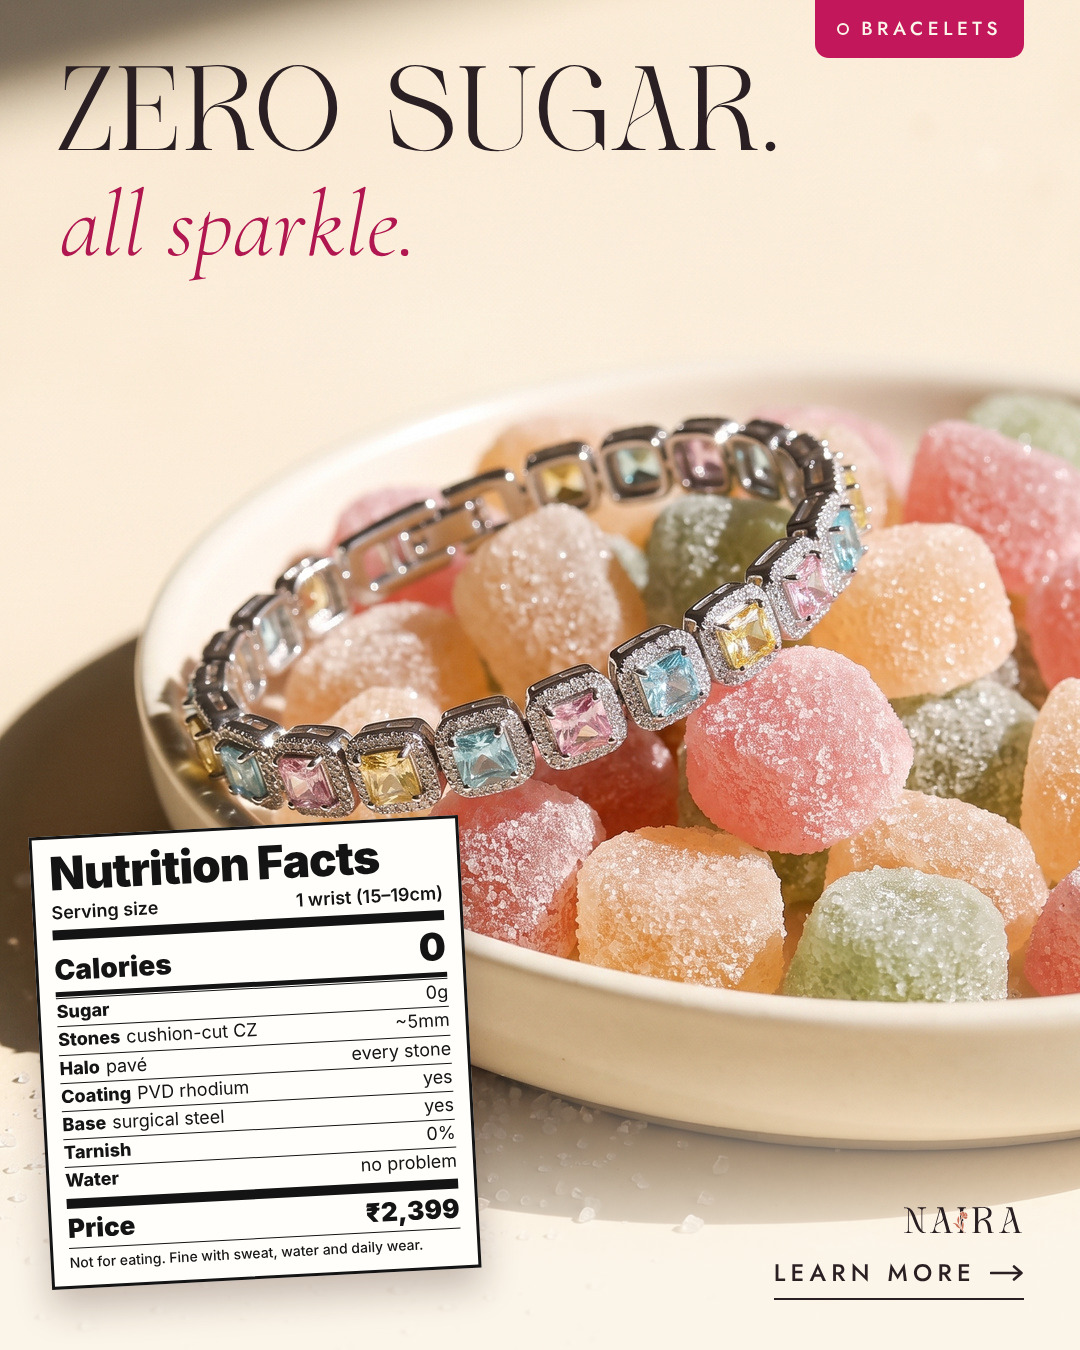 BRACELETS
ZERO SUGAR.
all sparkle.
Nutrition Facts
Serving size 1 wrist (15–19cm)
Calories 0
Sugar 0g
Stones cushion-cut CZ ~5mm
Halo pavé every stone
Coating PVD rhodium yes
Base surgical steel yes
Tarnish 0%
Water no problem
Price ₹2,399
Not for eating. Fine with sweat, water and daily wear.
NAIRA
LEARN MORE →